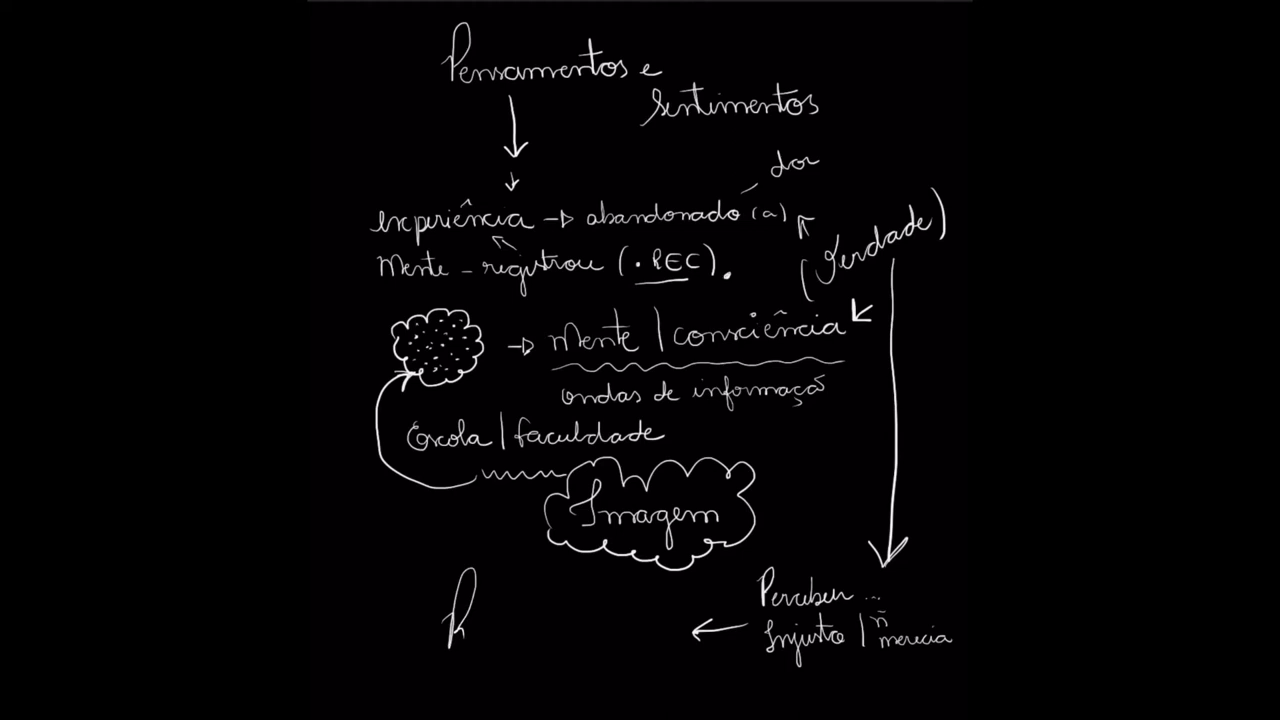 Pensamentos e
sentimentos
dor
experiência → abandonado (a)
(Verdade)
Mente - registrou (. REC).
→ Mente | consciência
ondas de informação
Escola | faculdade
Imagem
Percebeu ...
Injusto | ñ merecia